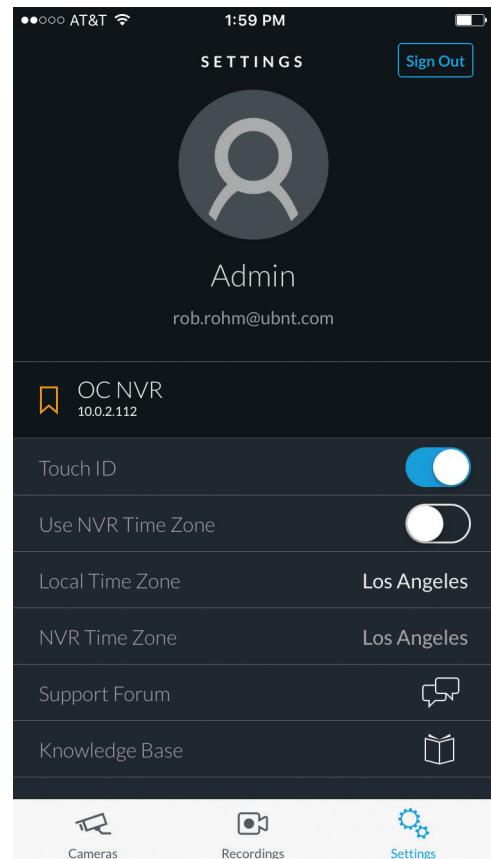 AT&T 1:59 PM
SETTINGS Sign Out
Admin
rob.rohm@ubnt.com
OC NVR
10.0.2.112
Touch ID
Use NVR Time Zone
Local Time Zone Los Angeles
NVR Time Zone Los Angeles
Support Forum
Knowledge Base
Cameras Recordings Settings